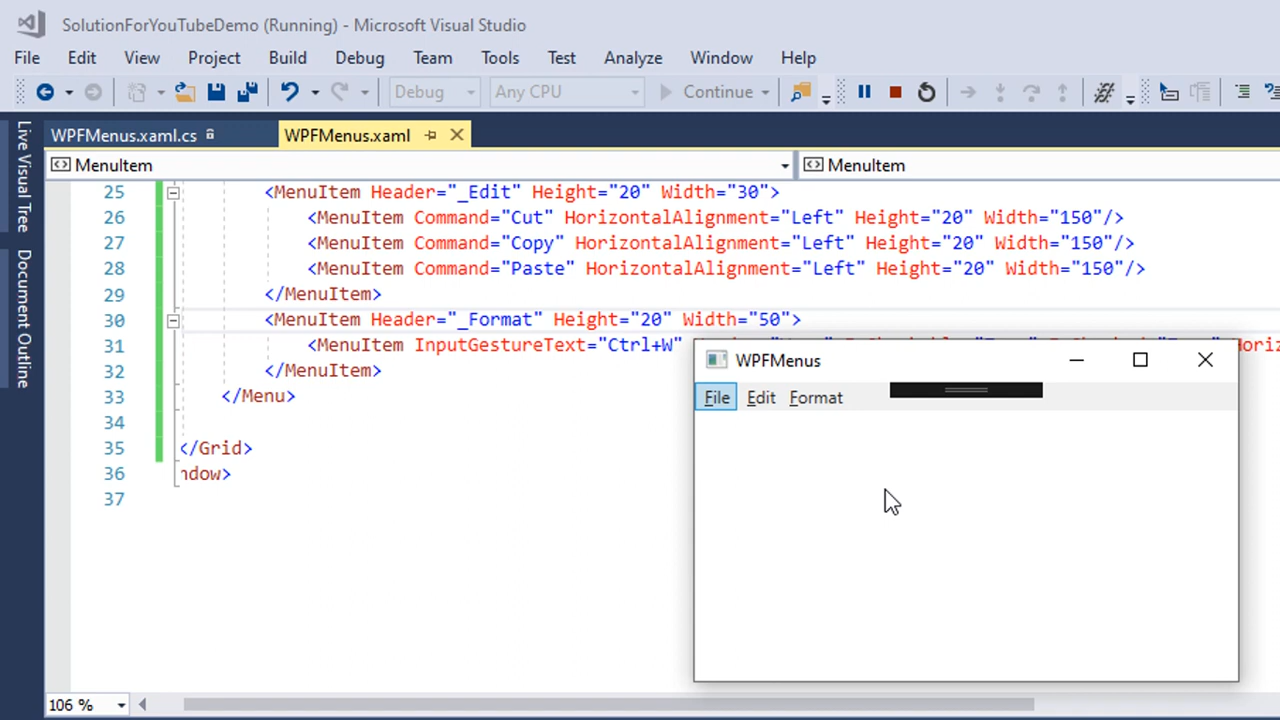 SolutionForYouTubeDemo (Running) - Microsoft Visual Studio
File Edit View Project Build Debug Team Tools Test Analyze Window Help
Debug Any CPU Continue
WPFMenus.xaml.cs WPFMenus.xaml
MenuItem MenuItem
Live Visual Tree
Document Outline
25 <MenuItem Header="_Edit" Height="20" Width="30">
26 <MenuItem Command="Cut" HorizontalAlignment="Left" Height="20" Width="150"/>
27 <MenuItem Command="Copy" HorizontalAlignment="Left" Height="20" Width="150"/>
28 <MenuItem Command="Paste" HorizontalAlignment="Left" Height="20" Width="150"/>
29 </MenuItem>
30 <MenuItem Header="_Format" Height="20" Width="50">
31 <MenuItem InputGestureText="Ctrl+W"
32 </MenuItem>
33 </Menu>
34
35 </Grid>
36 ndow>
37
WPFMenus
File Edit Format
106 %